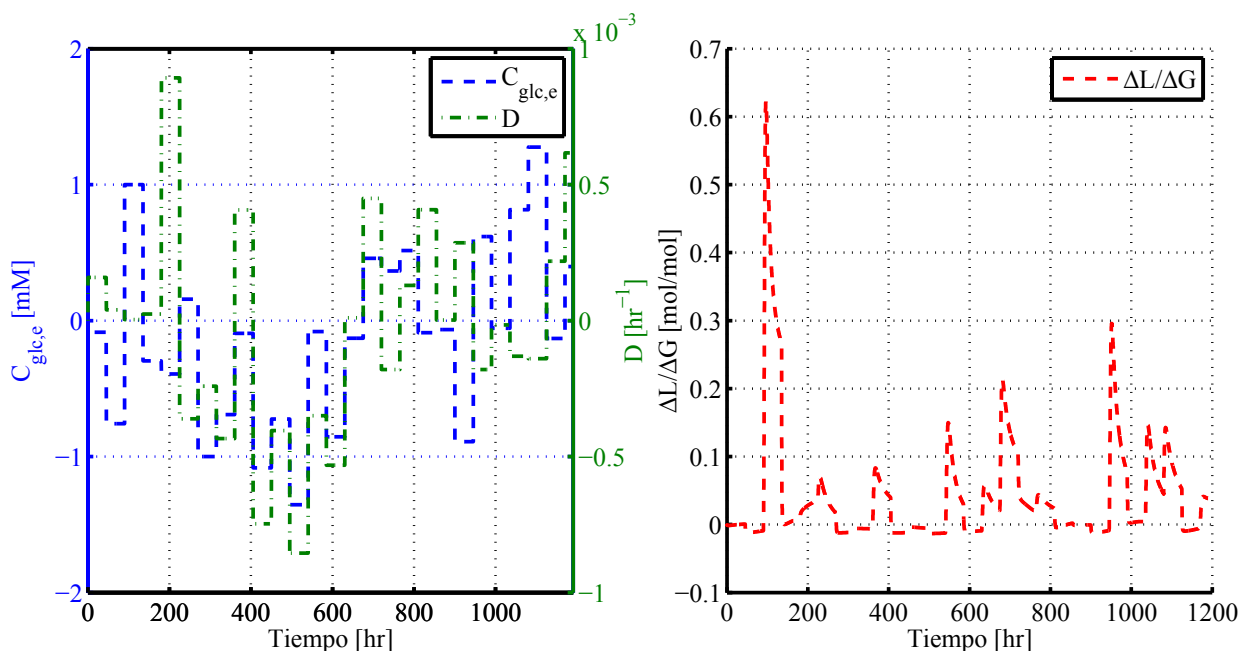 x 10⁻³
2
1
0
−1
−2
C_glc,e [mM]
C_glc,e
D
1
0.5
0
−0.5
−1
D [hr⁻¹]
0 200 400 600 800 1000
Tiempo [hr]
0.7
0.6
0.5
0.4
0.3
0.2
0.1
0
−0.1
ΔL/ΔG [mol/mol]
ΔL/ΔG
0 200 400 600 800 1000 1200
Tiempo [hr]